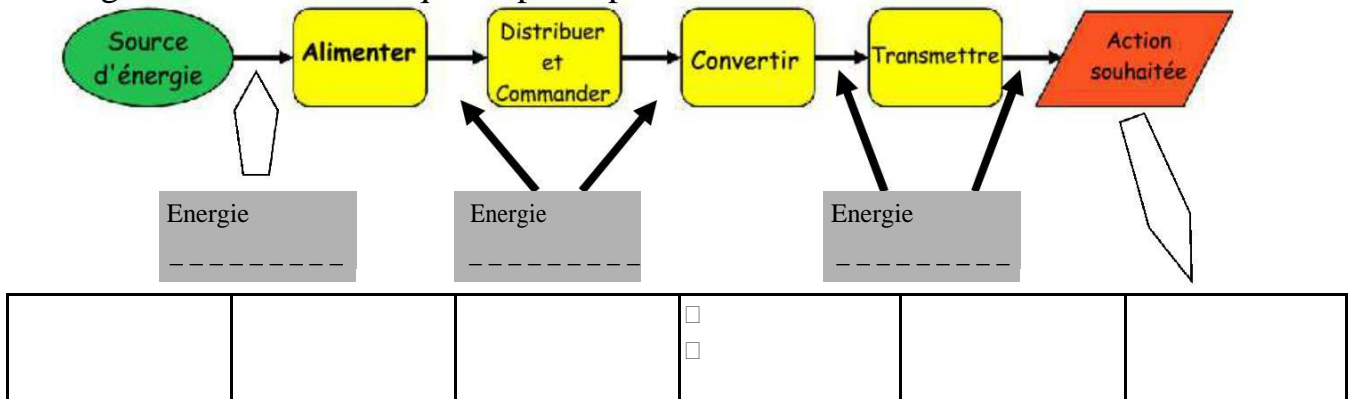 Source
d'énergie
Alimenter
Distribuer
et
Commander
Convertir
Transmettre
Action
souhaitée
Energie
_ _ _ _ _ _ _ _ _
Energie
_ _ _ _ _ _ _ _ _
Energie
_ _ _ _ _ _ _ _ _